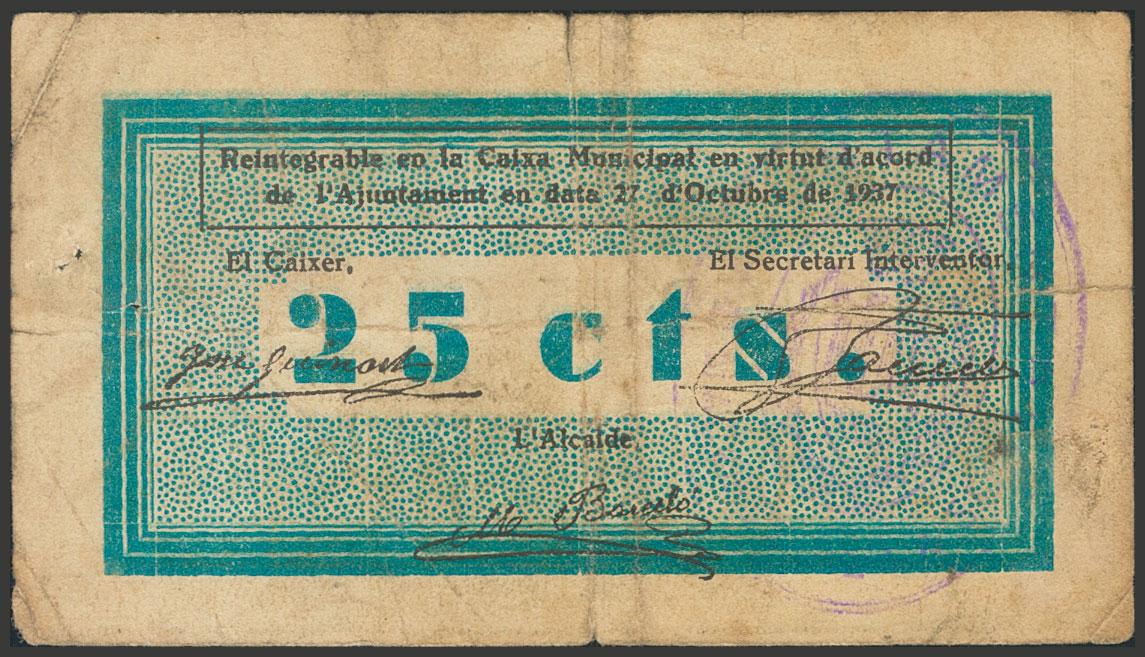 Reintegrable en la Caixa Municipal en virtut d'acord
de l'Ajuntament en data 27 d'Octubre de 1937
El Caixer,
El Secretari Interventor,
25 cts.
L'Alcalde
Barceló